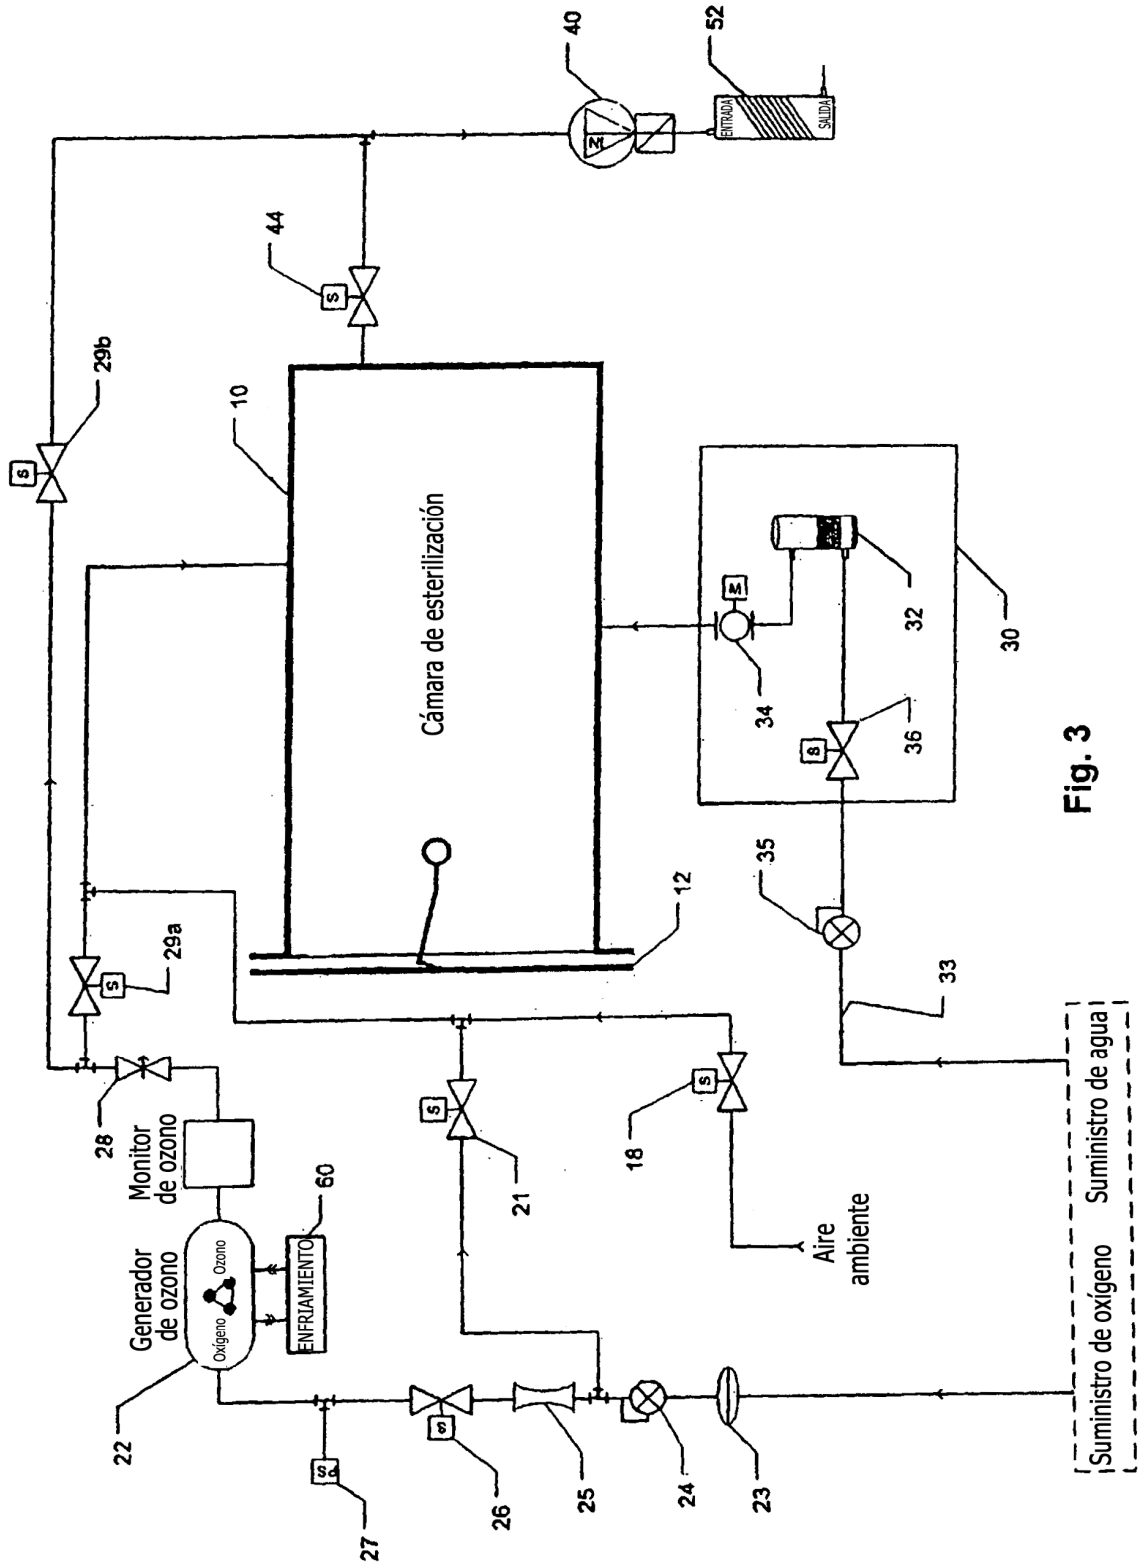 22
Generador
de ozono
Oxígeno
Ozono
ENFRIAMIENTO
60
Monitor
de ozono
28
29a
29b
S
S
10
Cámara de esterilización
12
44
S
40
52
ENTRADA
SALIDA
27
26
S
25
24
23
21
S
18
S
Aire
ambiente
30
32
34
M
36
S
35
33
Suministro de oxígeno
Suministro de agua
Fig. 3